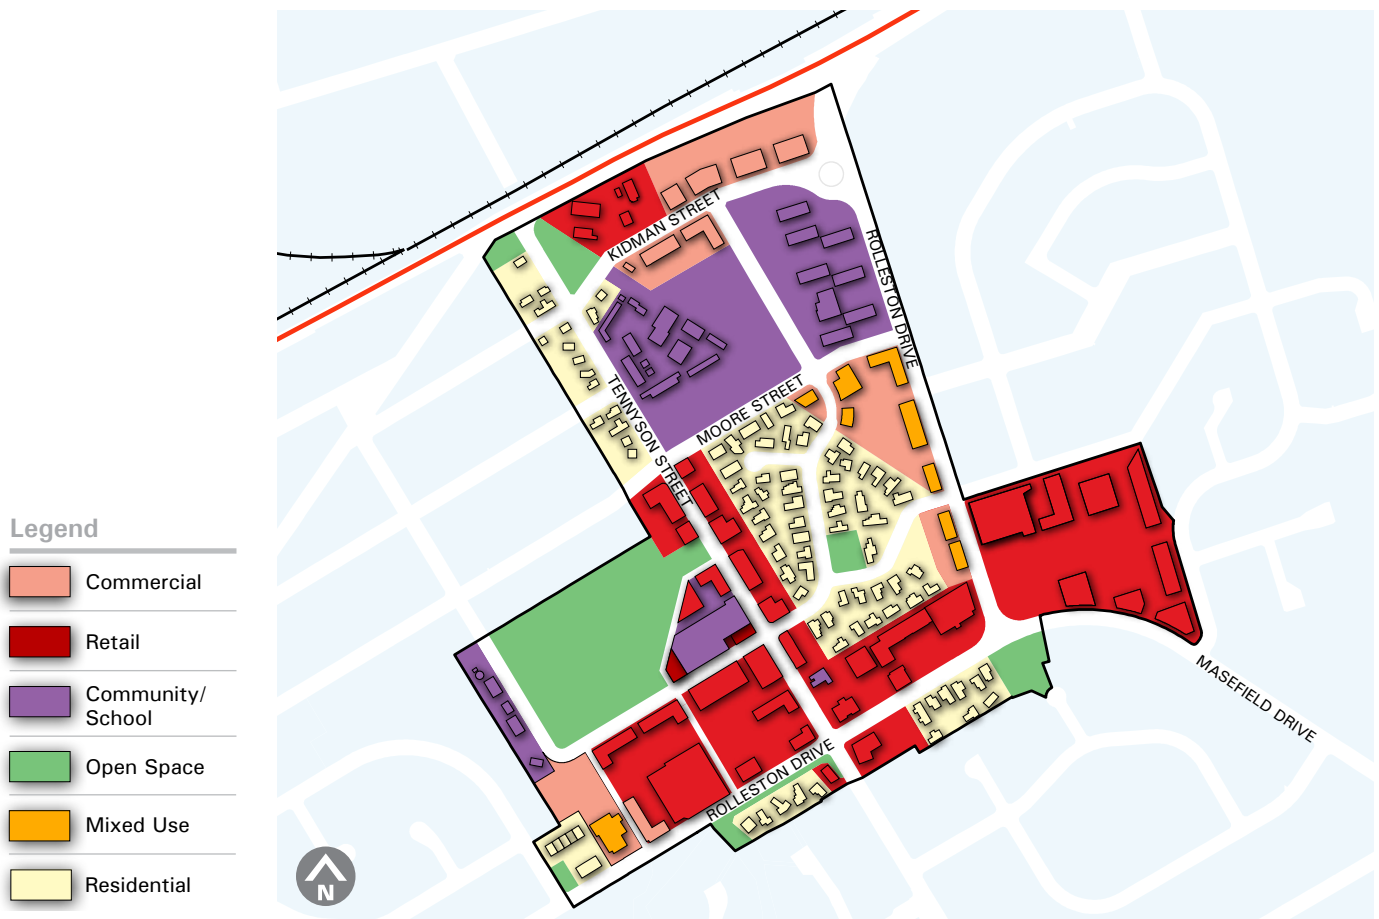 KIDMAN STREET
ROLLESTON DRIVE
TENNYSON STREET
MOORE STREET
Legend
Commercial
Retail
Community/
School
Open Space
Mixed Use
Residential
ROLLESTON DRIVE
MASEFIELD DRIVE
N